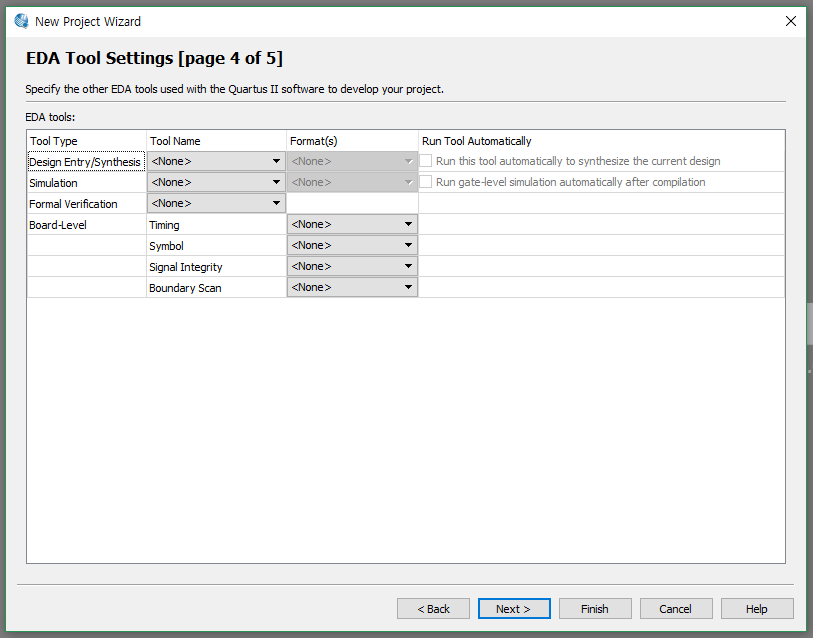 New Project Wizard
EDA Tool Settings [page 4 of 5]
Specify the other EDA tools used with the Quartus II software to develop your project.
EDA tools:
Tool Type Tool Name Format(s) Run Tool Automatically
Design Entry/Synthesis <None> <None> Run this tool automatically to synthesize the current design
Simulation <None> <None> Run gate-level simulation automatically after compilation
Formal Verification <None>
Board-Level Timing <None>
Symbol <None>
Signal Integrity <None>
Boundary Scan <None>
< Back Next > Finish Cancel Help